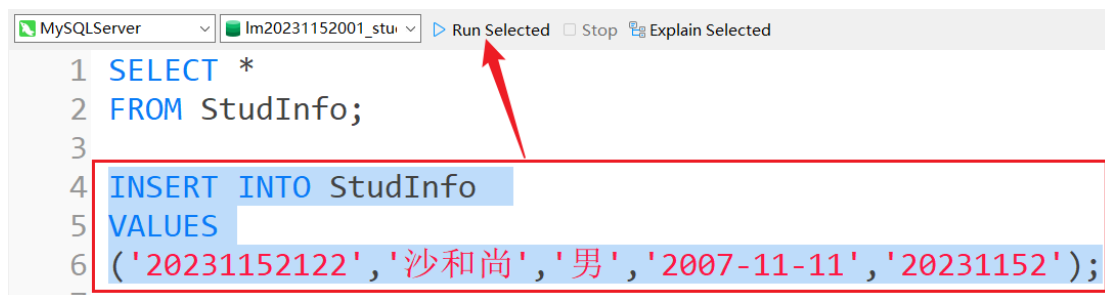 MySQLServer lm20231152001_stu Run Selected Stop Explain Selected
1 SELECT *
2 FROM StudInfo;
3
4 INSERT INTO StudInfo
5 VALUES
6 ('20231152122','沙和尚','男','2007-11-11','20231152');